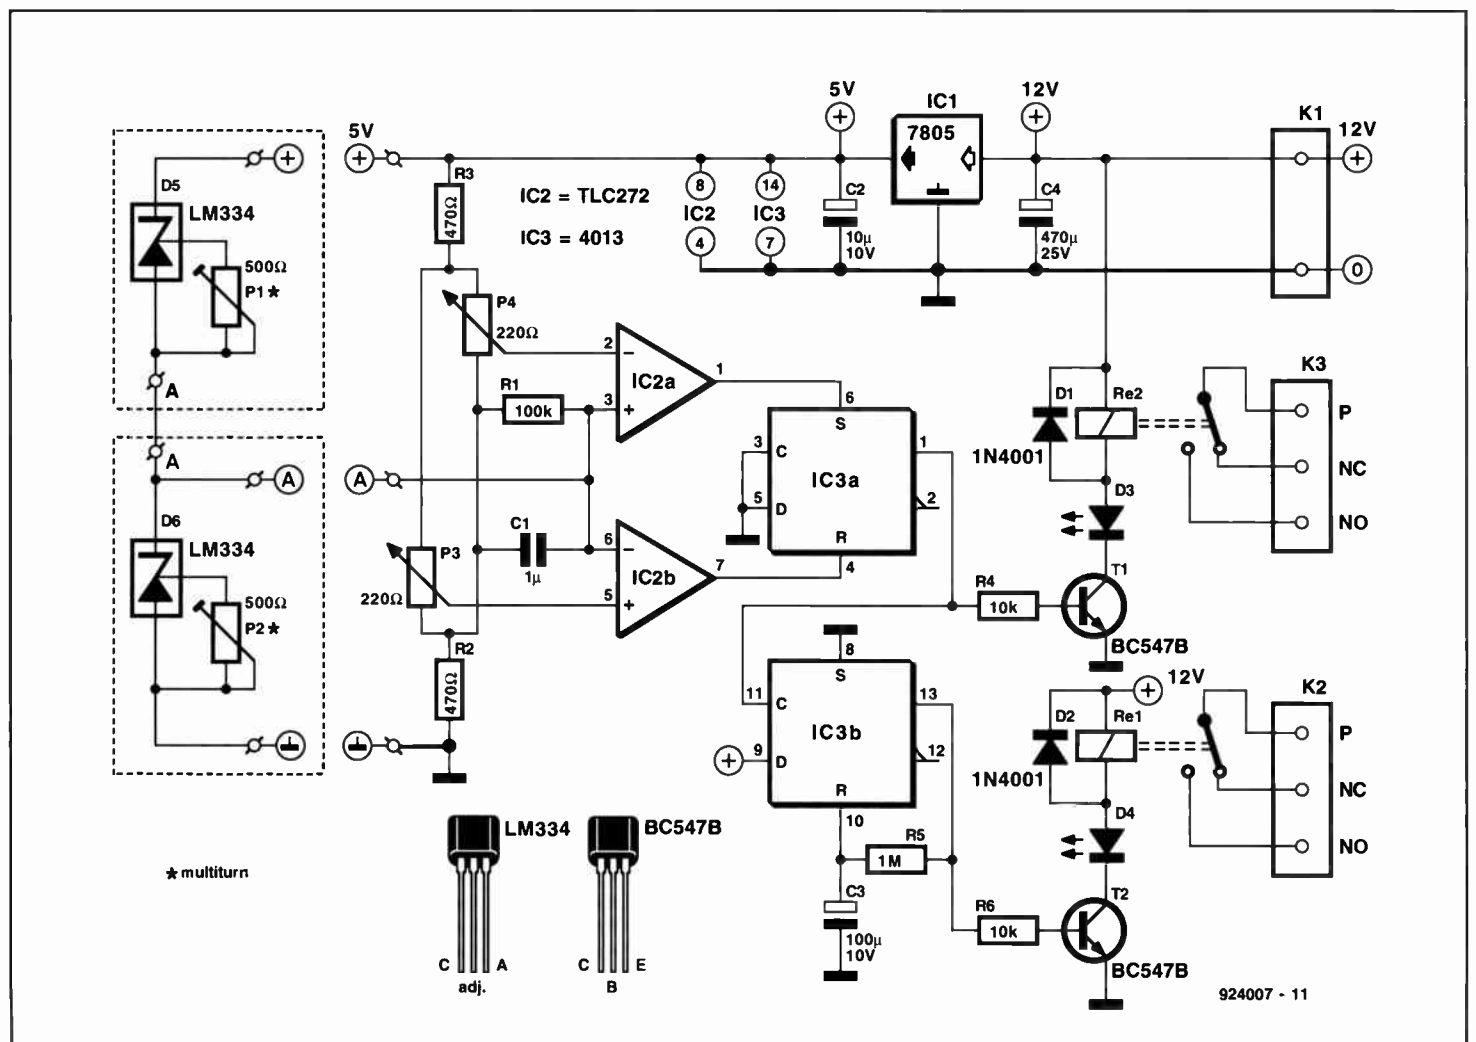 5V
12V
IC1
7805
K1
12V
+
0
5V
+
R3
470Ω
IC2 = TLC272
IC3 = 4013
8
IC2
4
14
IC3
7
C2
10µ
10V
C4
470µ
25V
D5
LM334
+
500Ω
P1*
A
A
A
D6
LM334
500Ω
P2*
P4
220Ω
R1
100k
A
C1
1µ
P3
220Ω
R2
470Ω
2
−
3
+
IC2a
1
6
−
5
+
IC2b
7
6
S
3
C
5
D
IC3a
1
2
R
4
8
S
11
C
9
D
+
IC3b
13
12
R
10
R5
1M
C3
100µ
10V
R4
10k
R6
10k
D1
1N4001
Re2
D3
T1
BC547B
K3
P
NC
NO
12V
+
D2
1N4001
Re1
D4
T2
BC547B
K2
P
NC
NO
LM334
C
A
adj.
BC547B
C
E
B
* multiturn
924007 - 11